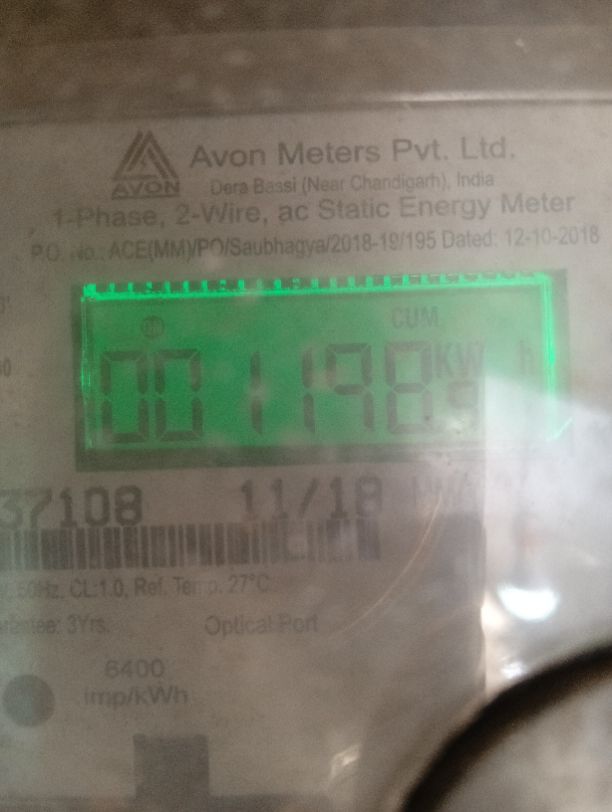 AVON
Avon Meters Pvt. Ltd.
Dera Bassi (Near Chandigarh), India
1-Phase, 2-Wire, ac Static Energy Meter
P.O. No.: ACE(MM)/PO/Saubhagya/2018-19/195 Dated: 12-10-2018
CUM
001198 KW h
37108 11/18
50Hz, CL:1.0, Ref. Temp. 27°C
3Yrs. Optical Port
6400
imp/kWh